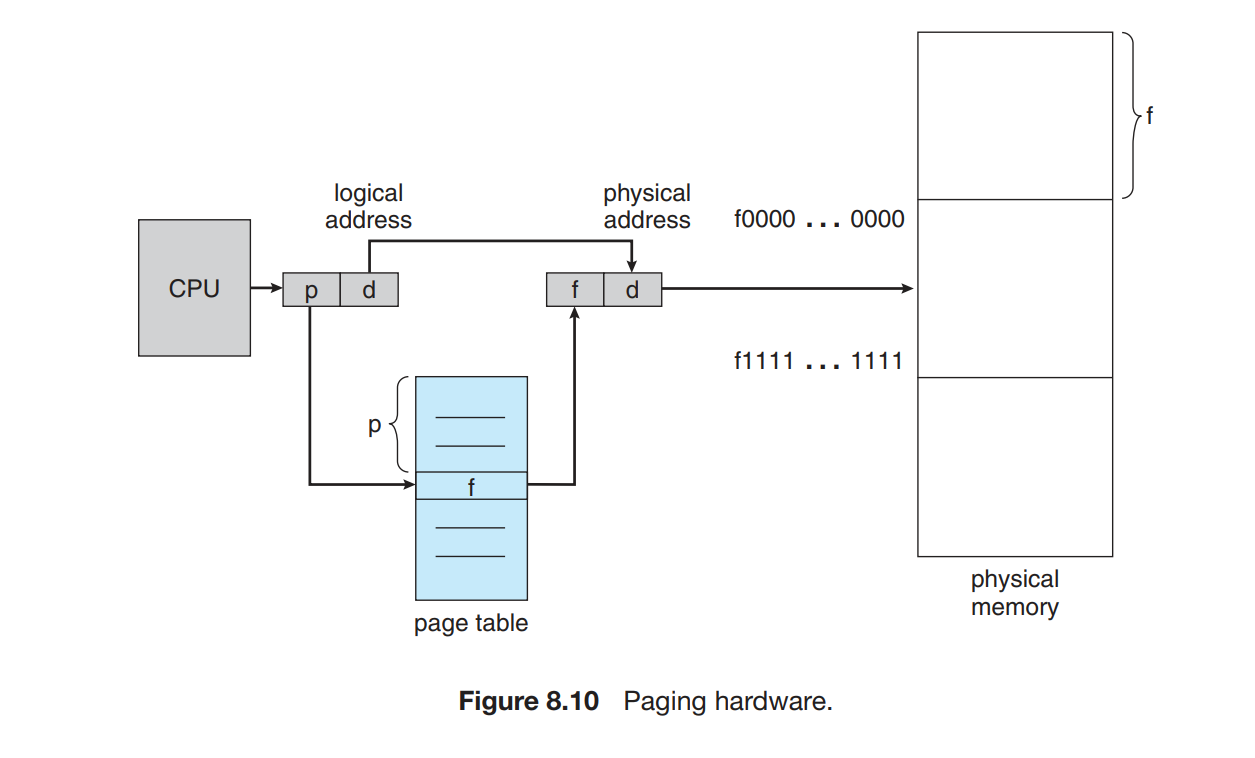 logical
address
physical
address
f
f0000 ... 0000
CPU
p
d
f
d
f1111 ... 1111
p
f
page table
physical
memory
Figure 8.10 Paging hardware.